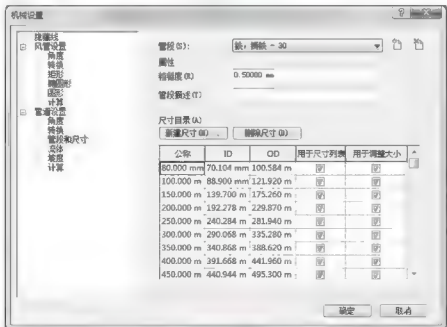 机械设置
隐藏线
风管设置
角度
转换
矩形
椭圆形
圆形
计算
管道设置
角度
转换
管段和尺寸
流体
坡度
计算
管段(S):
铁, 铸铁 - 30
属性
粗糙度(R)
0.50000 mm
管段描述(T):
尺寸目录(A)
新建尺寸(N) . 删除尺寸(D)
公称 ID OD 用于尺寸列表 用于调整大小
80.000 mm 70.104 mm 100.584 m
100.000 m 88.900 mm 121.920 m
150.000 m 139.700 m 175.260 m
200.000 m 192.278 m 229.870 m
250.000 m 240.284 m 281.940 m
300.000 m 290.068 m 335.280 m
350.000 m 340.868 m 388.620 m
400.000 m 391.668 m 441.960 m
450.000 m 440.944 m 495.300 m
确定 取消